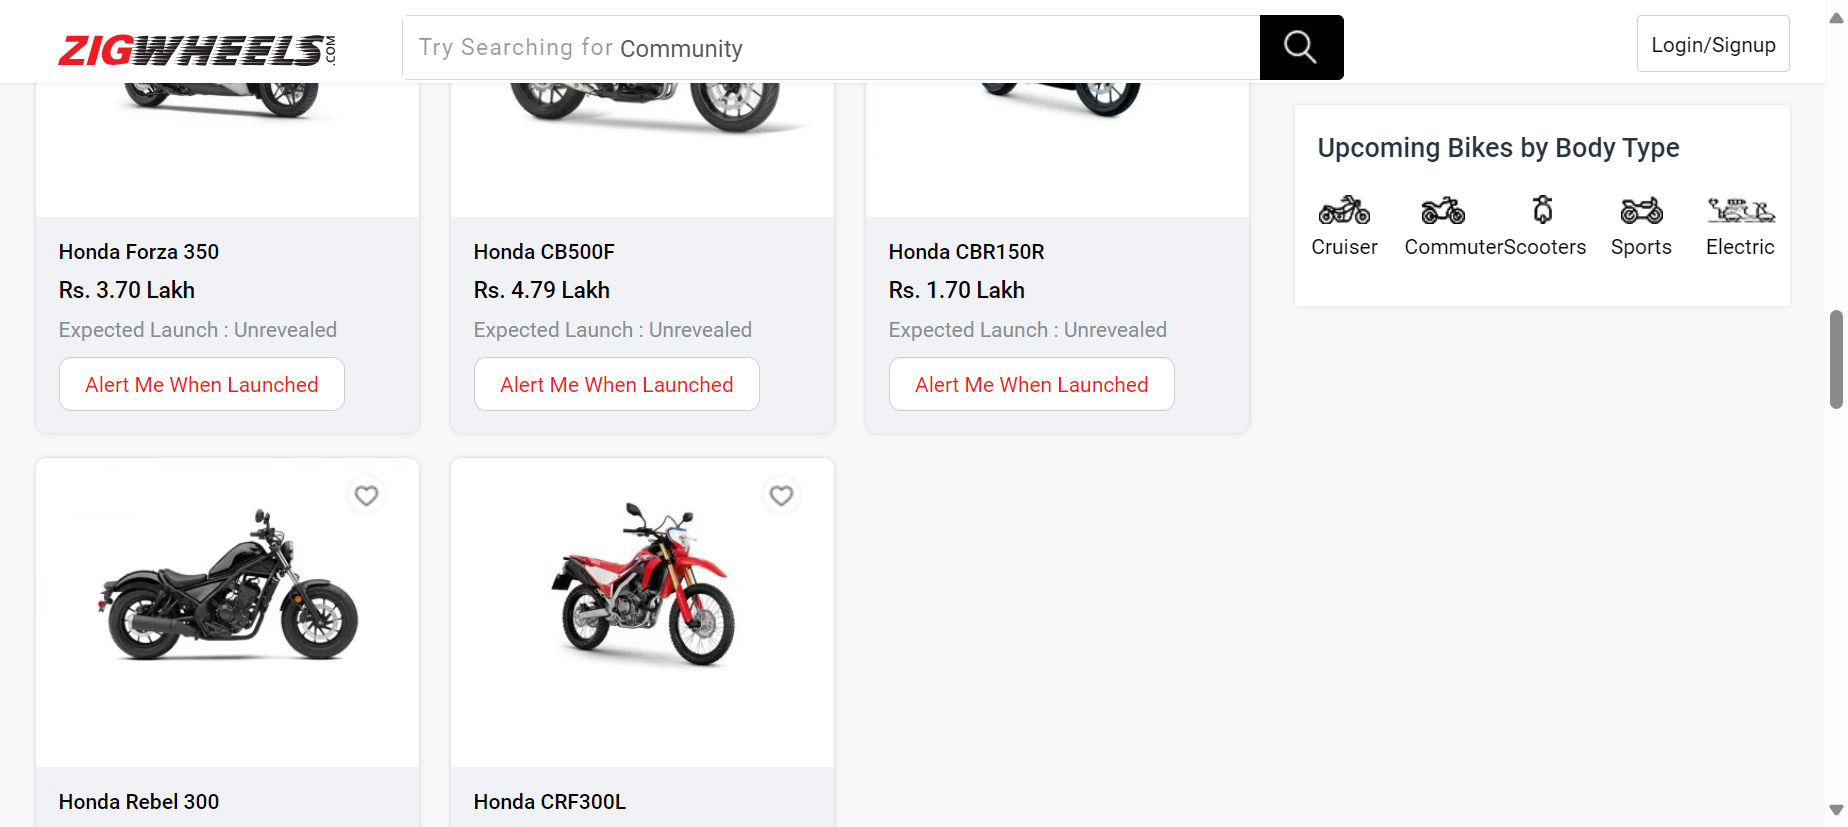 ZIGWHEELS.COM
Try Searching for Community
Login/Signup
Upcoming Bikes by Body Type
Cruiser
Commuter
Scooters
Sports
Electric
Honda Forza 350
Rs. 3.70 Lakh
Expected Launch : Unrevealed
Alert Me When Launched
Honda CB500F
Rs. 4.79 Lakh
Expected Launch : Unrevealed
Alert Me When Launched
Honda CBR150R
Rs. 1.70 Lakh
Expected Launch : Unrevealed
Alert Me When Launched
Honda Rebel 300
Honda CRF300L